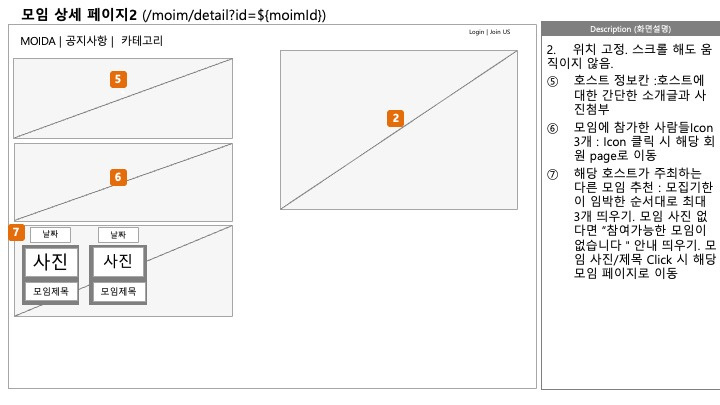 모임 상세 페이지2 (/moim/detail?id=${moimId})
Login | Join US
MOIDA | 공지사항 | 카테고리
5
2
6
7
날짜
날짜
사진
사진
모임제목
모임제목
Description (화면설명)
2. 위치 고정. 스크롤 해도 움
직이지 않음.
⑤ 호스트 정보칸 :호스트에
대한 간단한 소개글과 사
진첨부
⑥ 모임에 참가한 사람들Icon
3개 : Icon 클릭 시 해당 회
원 page로 이동
⑦ 해당 호스트가 주최하는
다른 모임 추천 : 모집기한
이 임박한 순서대로 최대
3개 띄우기. 모임 사진 없
다면 "참여가능한 모임이
없습니다 " 안내 띄우기. 모
임 사진/제목 Click 시 해당
모임 페이지로 이동